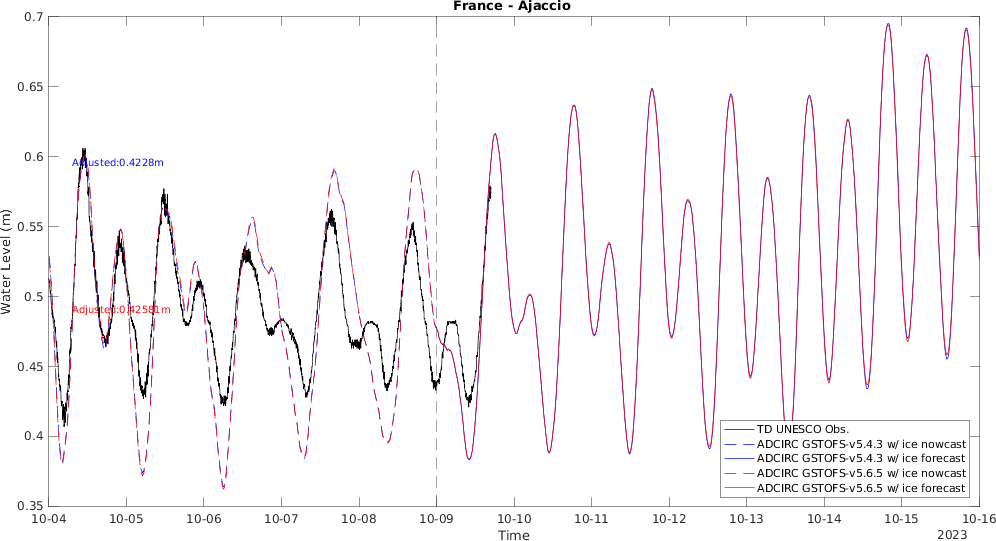 France - Ajaccio
0.7
0.65
0.6
0.55
0.5
0.45
0.4
0.35
Water Level (m)
Adjusted:0.4228m
Adjusted:0.42581m
TD UNESCO Obs.
ADCIRC GSTOFS-v5.4.3 w/ ice nowcast
ADCIRC GSTOFS-v5.4.3 w/ ice forecast
ADCIRC GSTOFS-v5.6.5 w/ ice nowcast
ADCIRC GSTOFS-v5.6.5 w/ ice forecast
10-04 10-05 10-06 10-07 10-08 10-09 10-10 10-11 10-12 10-13 10-14 10-15 10-16
Time
2023